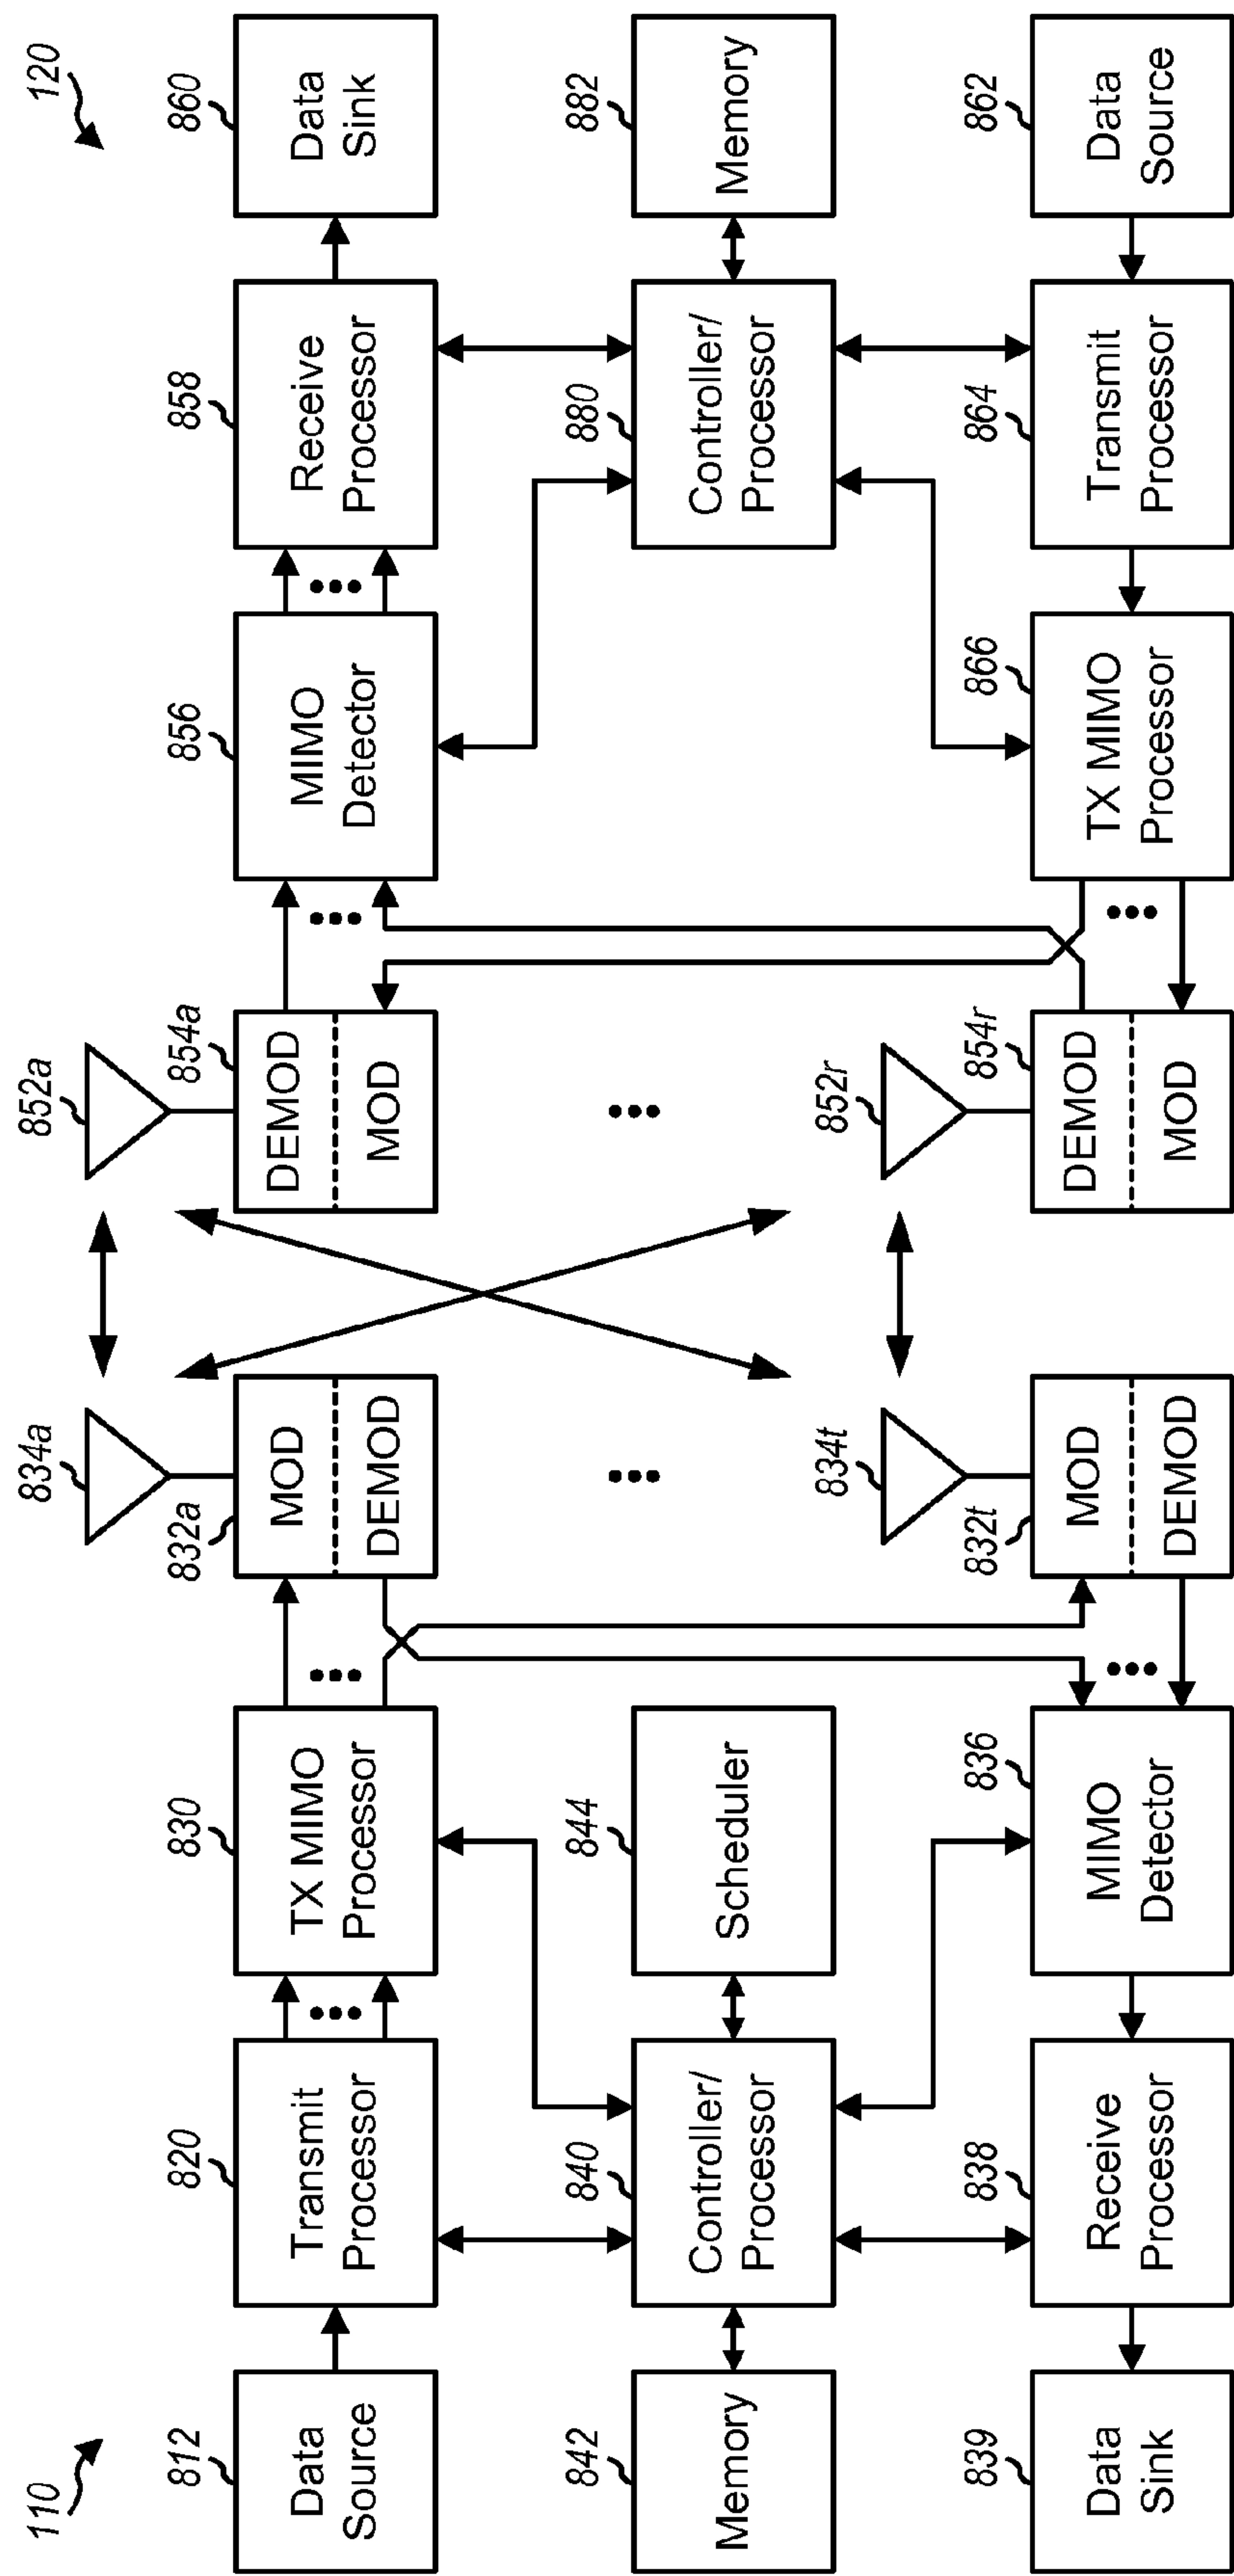 110
120
834a
852a
812
820
830
832a
854a
856
858
860
Data
Source
Transmit
Processor
TX MIMO
Processor
MOD
DEMOD
DEMOD
MOD
MIMO
Detector
Receive
Processor
Data
Sink
842
840
844
880
882
Memory
Controller/
Processor
Scheduler
Controller/
Processor
Memory
834t
852r
839
838
836
832t
854r
866
864
862
Data
Sink
Receive
Processor
MIMO
Detector
MOD
DEMOD
DEMOD
MOD
TX MIMO
Processor
Transmit
Processor
Data
Source